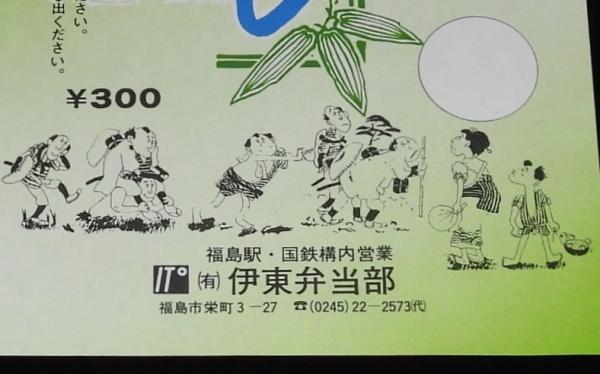 さい。
出ください。
¥300
福島駅・国鉄構内営業
IT° ㈲ 伊東弁当部
福島市栄町3－27 ☎(0245)22－2573㈹